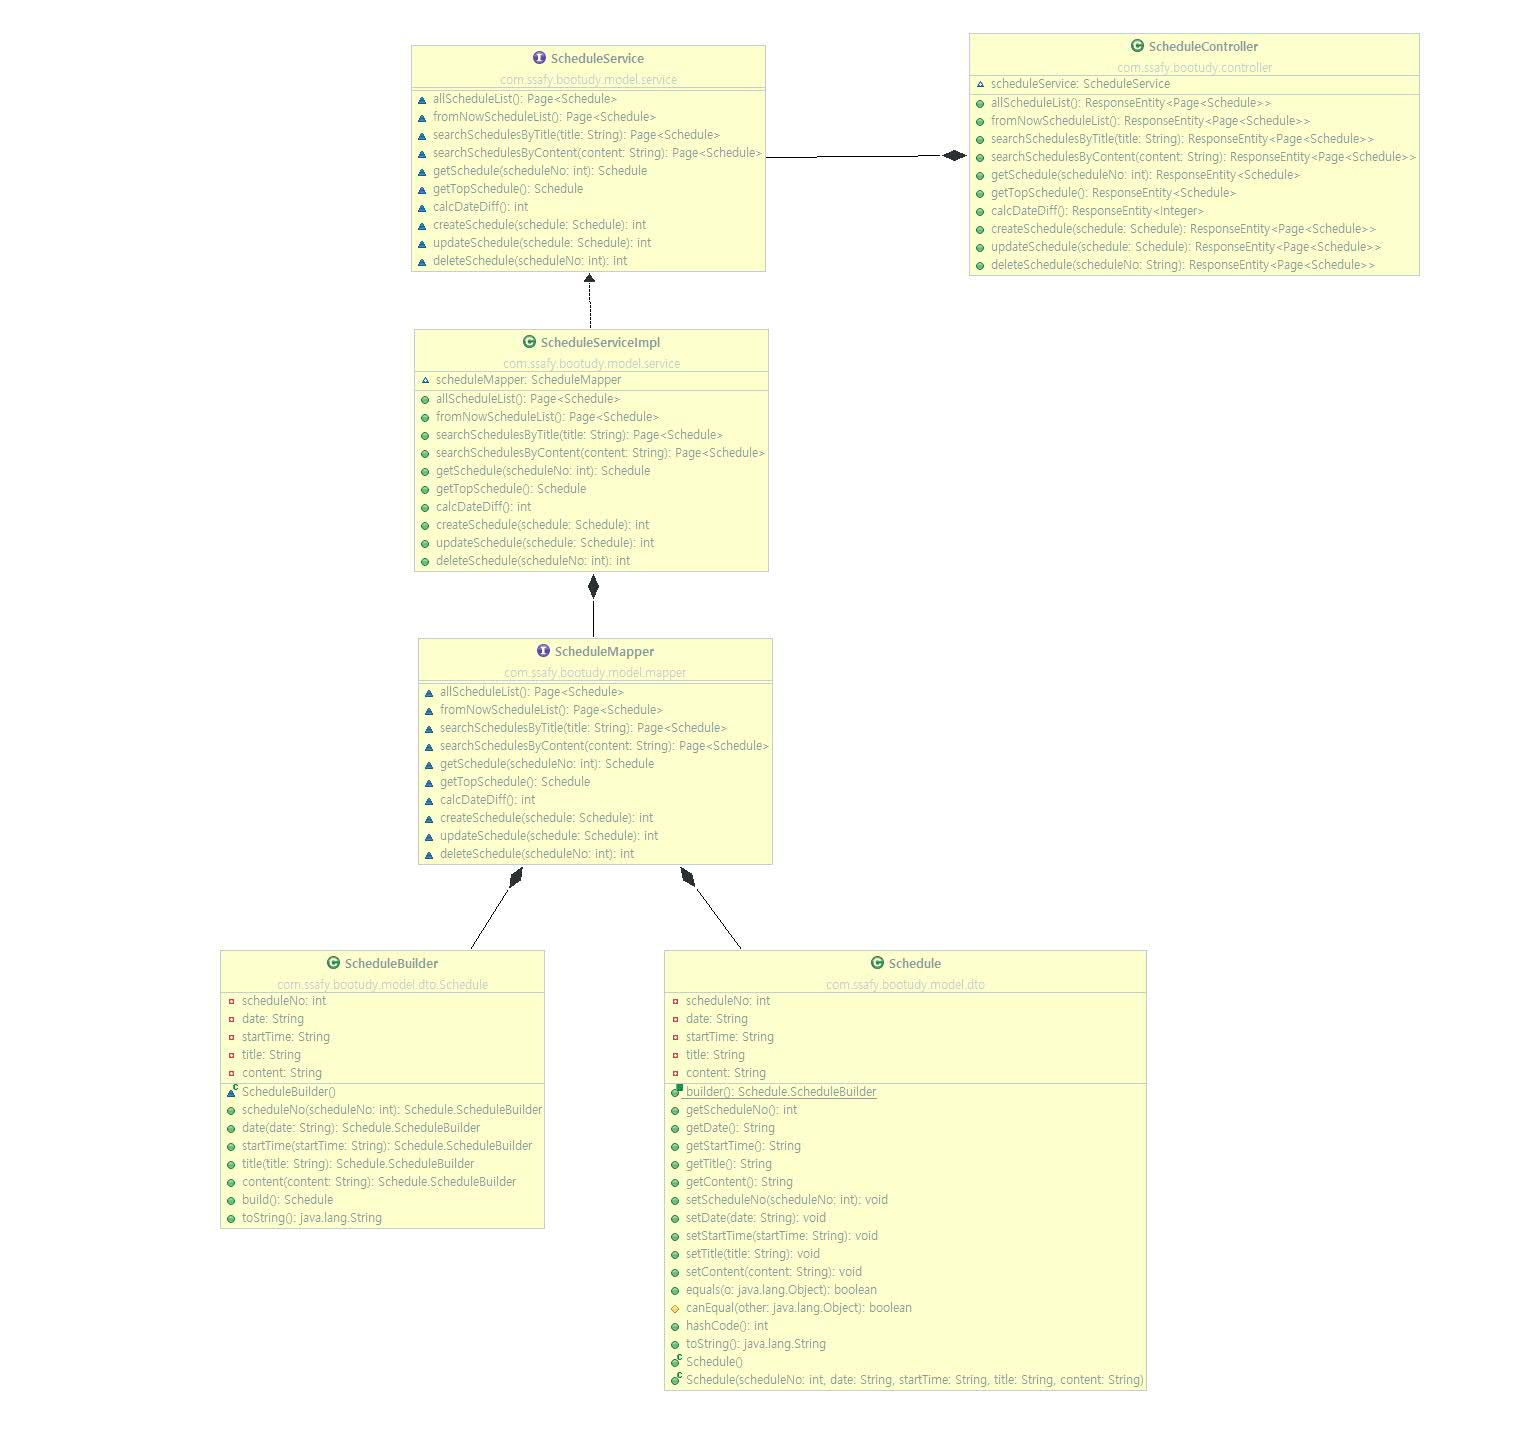 ScheduleService
com.ssafy.bootudy.model.service
allScheduleList(): Page<Schedule>
fromNowScheduleList(): Page<Schedule>
searchSchedulesByTitle(title: String): Page<Schedule>
searchSchedulesByContent(content: String): Page<Schedule>
getSchedule(scheduleNo: int): Schedule
getTopSchedule(): Schedule
calcDateDiff(): int
createSchedule(schedule: Schedule): int
updateSchedule(schedule: Schedule): int
deleteSchedule(scheduleNo: int): int
ScheduleController
com.ssafy.bootudy.controller
scheduleService: ScheduleService
allScheduleList(): ResponseEntity<Page<Schedule>>
fromNowScheduleList(): ResponseEntity<Page<Schedule>>
searchSchedulesByTitle(title: String): ResponseEntity<Page<Schedule>>
searchSchedulesByContent(content: String): ResponseEntity<Page<Schedule>>
getSchedule(scheduleNo: int): ResponseEntity<Schedule>
getTopSchedule(): ResponseEntity<Schedule>
calcDateDiff(): ResponseEntity<Integer>
createSchedule(schedule: Schedule): ResponseEntity<Page<Schedule>>
updateSchedule(schedule: Schedule): ResponseEntity<Page<Schedule>>
deleteSchedule(scheduleNo: String): ResponseEntity<Page<Schedule>>
ScheduleServiceImpl
com.ssafy.bootudy.model.service
scheduleMapper: ScheduleMapper
allScheduleList(): Page<Schedule>
fromNowScheduleList(): Page<Schedule>
searchSchedulesByTitle(title: String): Page<Schedule>
searchSchedulesByContent(content: String): Page<Schedule>
getSchedule(scheduleNo: int): Schedule
getTopSchedule(): Schedule
calcDateDiff(): int
createSchedule(schedule: Schedule): int
updateSchedule(schedule: Schedule): int
deleteSchedule(scheduleNo: int): int
ScheduleMapper
com.ssafy.bootudy.model.mapper
allScheduleList(): Page<Schedule>
fromNowScheduleList(): Page<Schedule>
searchSchedulesByTitle(title: String): Page<Schedule>
searchSchedulesByContent(content: String): Page<Schedule>
getSchedule(scheduleNo: int): Schedule
getTopSchedule(): Schedule
calcDateDiff(): int
createSchedule(schedule: Schedule): int
updateSchedule(schedule: Schedule): int
deleteSchedule(scheduleNo: int): int
ScheduleBuilder
com.ssafy.bootudy.model.dto.Schedule
scheduleNo: int
date: String
startTime: String
title: String
content: String
ScheduleBuilder()
scheduleNo(scheduleNo: int): Schedule.ScheduleBuilder
date(date: String): Schedule.ScheduleBuilder
startTime(startTime: String): Schedule.ScheduleBuilder
title(title: String): Schedule.ScheduleBuilder
content(content: String): Schedule.ScheduleBuilder
build(): Schedule
toString(): java.lang.String
Schedule
com.ssafy.bootudy.model.dto
scheduleNo: int
date: String
startTime: String
title: String
content: String
builder(): Schedule.ScheduleBuilder
getScheduleNo(): int
getDate(): String
getStartTime(): String
getTitle(): String
getContent(): String
setScheduleNo(scheduleNo: int): void
setDate(date: String): void
setStartTime(startTime: String): void
setTitle(title: String): void
setContent(content: String): void
equals(o: java.lang.Object): boolean
canEqual(other: java.lang.Object): boolean
hashCode(): int
toString(): java.lang.String
Schedule()
Schedule(scheduleNo: int, date: String, startTime: String, title: String, content: String)